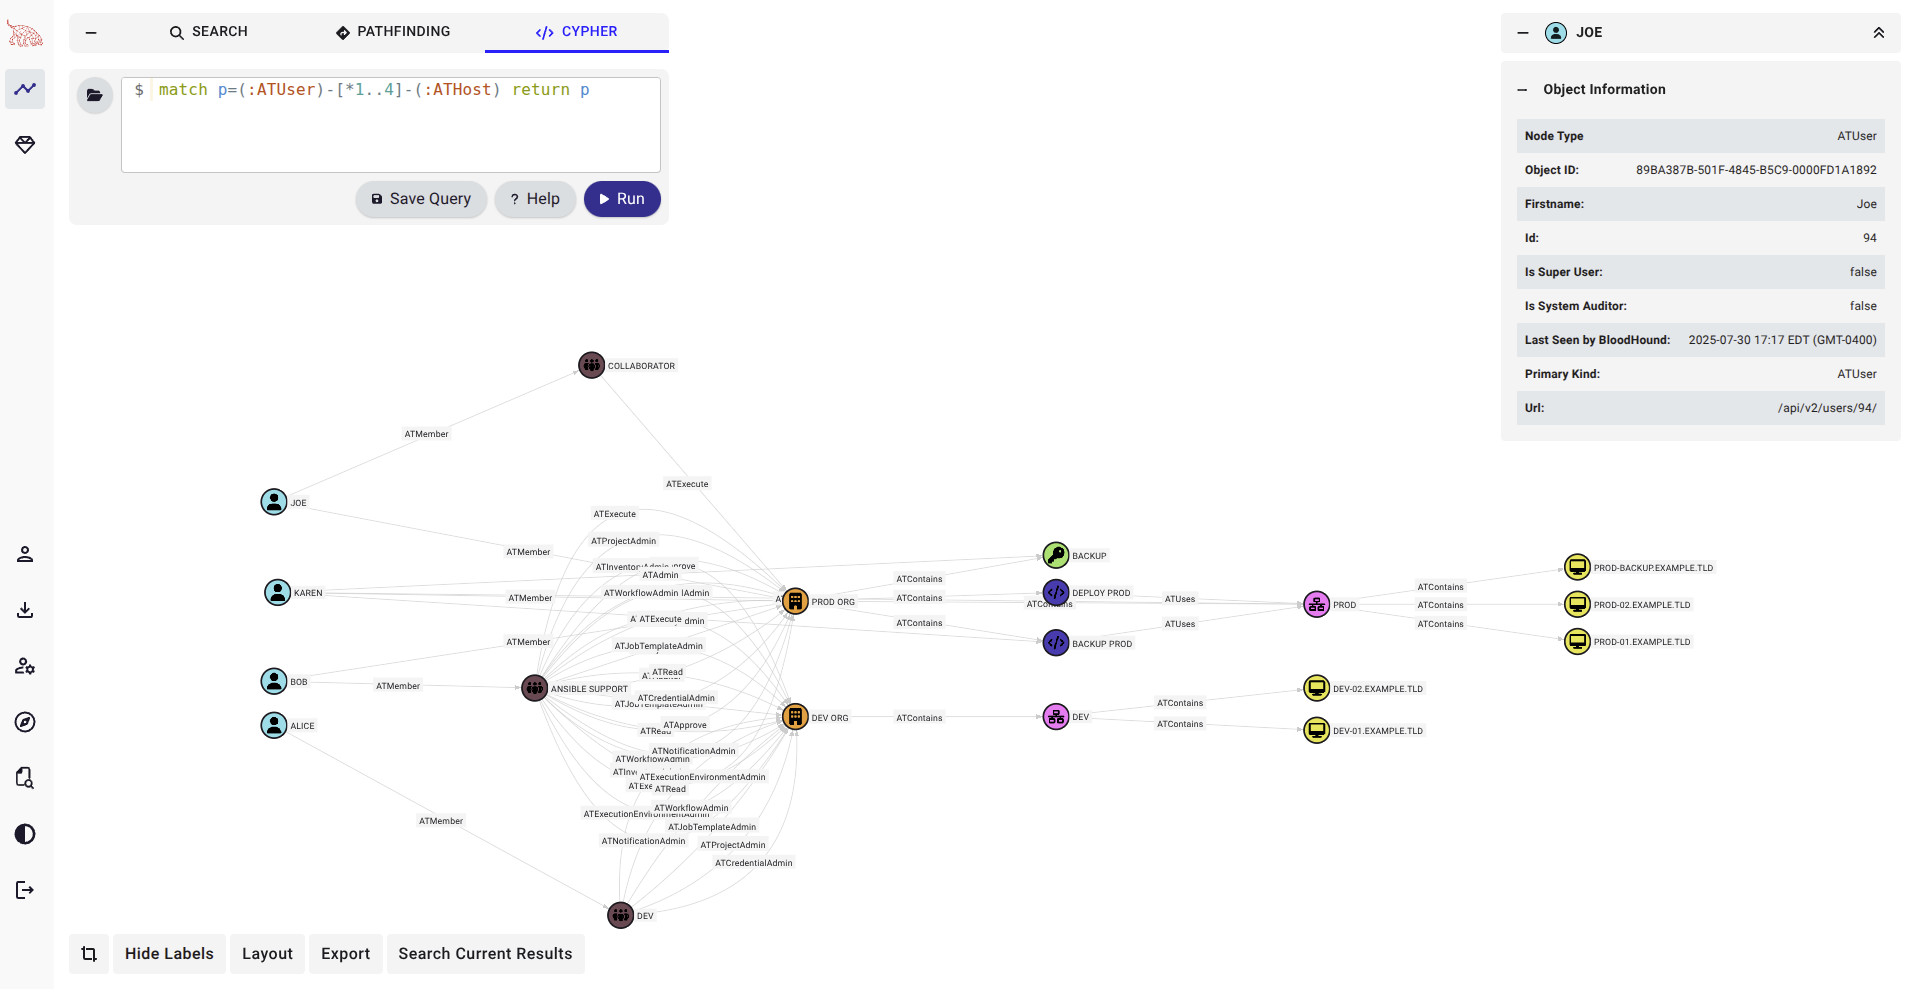 SEARCH
PATHFINDING
CYPHER
$ match p=(:ATUser)-[*1..4]-(:ATHost) return p
Save Query
? Help
Run
JOE
Object Information
Node Type ATUser
Object ID: 89BA387B-501F-4845-B5C9-0000FD1A1892
Firstname: Joe
Id: 94
Is Super User: false
Is System Auditor: false
Last Seen by BloodHound: 2025-07-30 17:17 EDT (GMT-0400)
Primary Kind: ATUser
Url: /api/v2/users/94/
COLLABORATOR
ATMember
ATExecute
JOE
ATExecute
ATProjectAdmin
ATMember
ATAdmin
BACKUP
PROD-BACKUP.EXAMPLE.TLD
ATContains
ATContains
KAREN
ATWorkflowAdmin
DEPLOY PROD
ATMember
PROD ORG
ATContains
ATUses
PROD
ATContains
PROD-02.EXAMPLE.TLD
ATExecute
ATContains
ATUses
ATContains
ATMember
BACKUP PROD
PROD-01.EXAMPLE.TLD
ATJobTemplateAdmin
ATRead
BOB
ATMember
ANSIBLE SUPPORT
DEV-02.EXAMPLE.TLD
ATCredentialAdmin
ATJobTemplateAdmin
ATContains
ALICE
ATApprove
ATRead
DEV ORG
ATContains
DEV
ATContains
DEV-01.EXAMPLE.TLD
ATNotificationAdmin
ATWorkflowAdmin
ATExecutionEnvironmentAdmin
ATRead
ATWorkflowAdmin
ATExecutionEnvironmentAdmin
ATMember
ATJobTemplateAdmin
ATNotificationAdmin
ATProjectAdmin
ATCredentialAdmin
DEV
Hide Labels
Layout
Export
Search Current Results